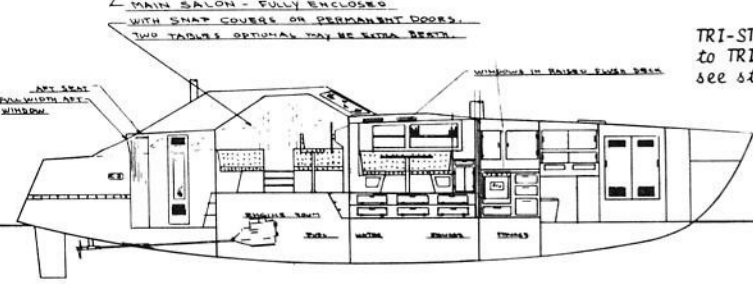 MAIN SALON - FULLY ENCLOSED
WITH SNAP COVERS OR PERMANENT DOORS.
TWO TABLES OPTIONAL MAY BE EXTRA BERTH.
TRI-ST
to TRI
see st
WINDOWS IN RAISED FLUSH DECK
AFT SEAT
FULL WIDTH AFT
WINDOW
ENGINE ROOM
FUEL
WATER